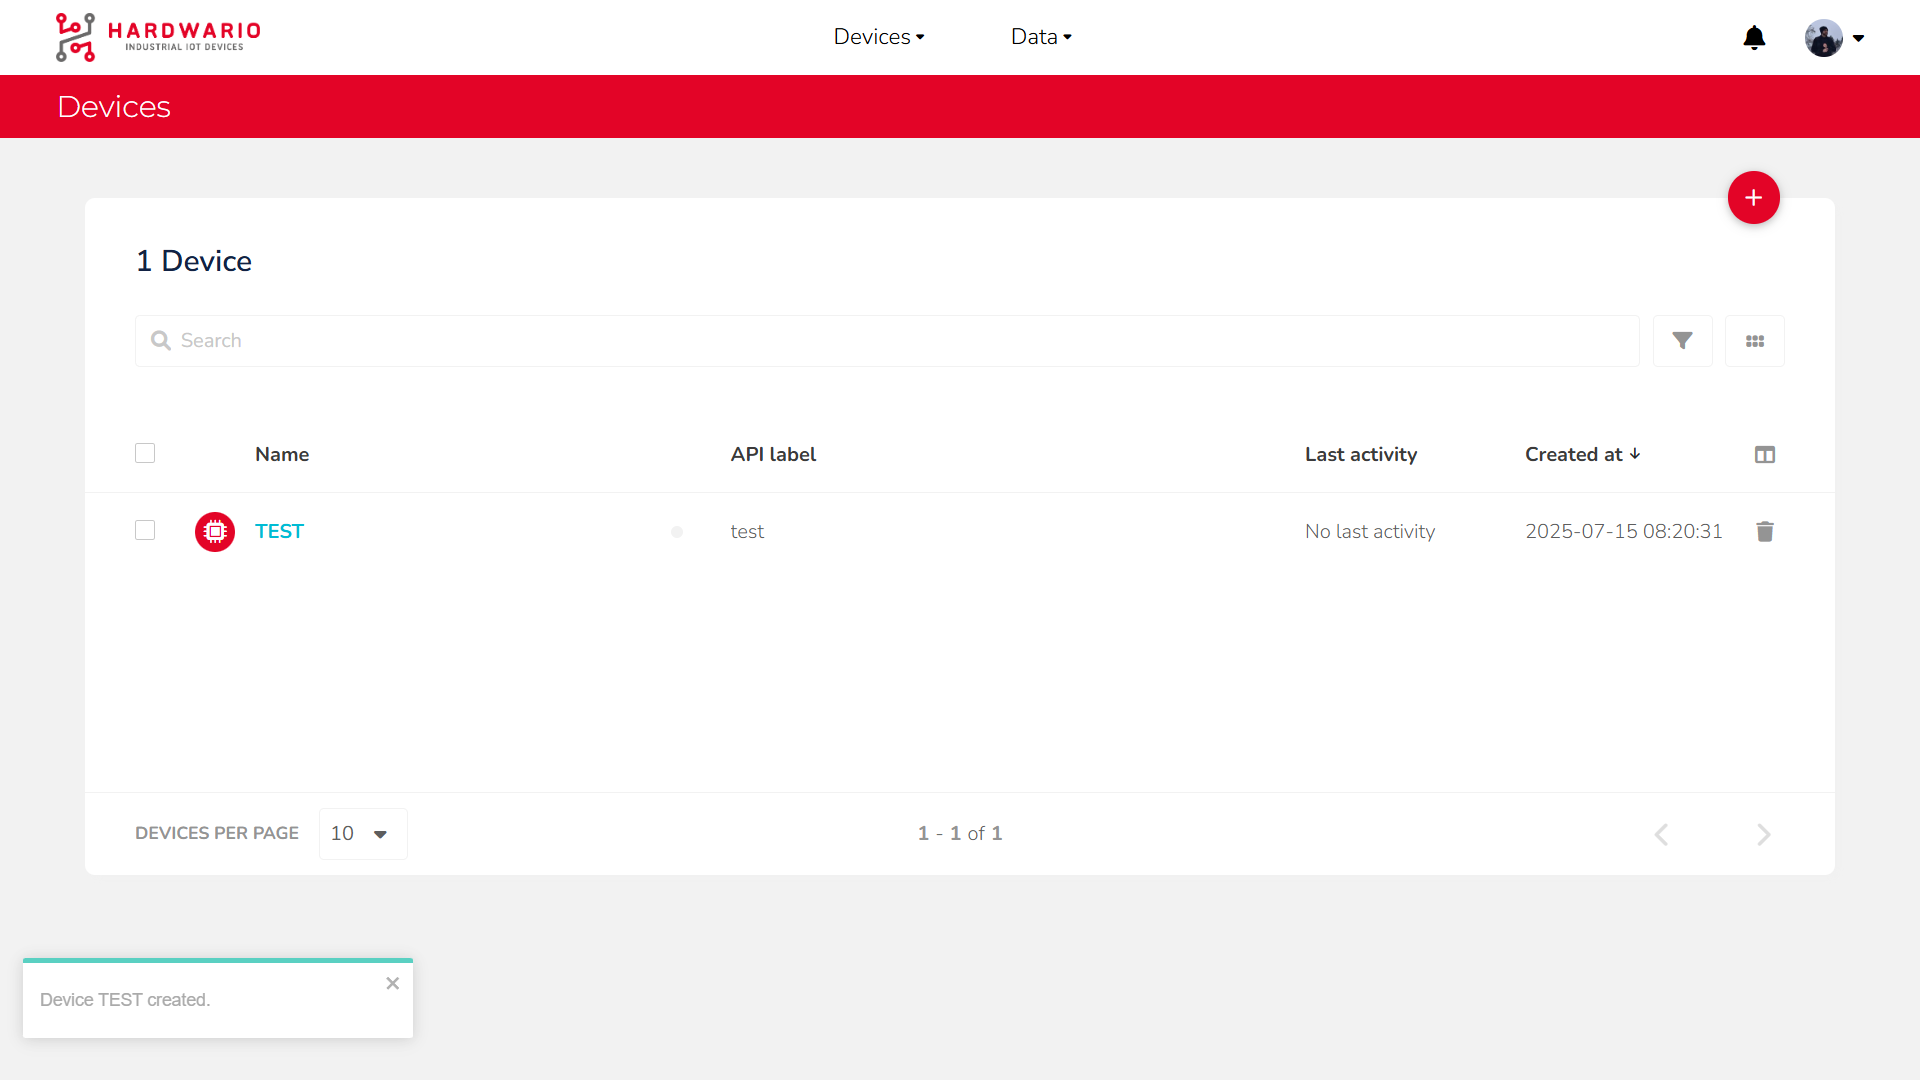 HARDWARIO
INDUSTRIAL IOT DEVICES
Devices
Data
Devices
1 Device
Search
Name API label Last activity Created at
TEST test No last activity 2025-07-15 08:20:31
DEVICES PER PAGE 10 1 - 1 of 1
Device TEST created.